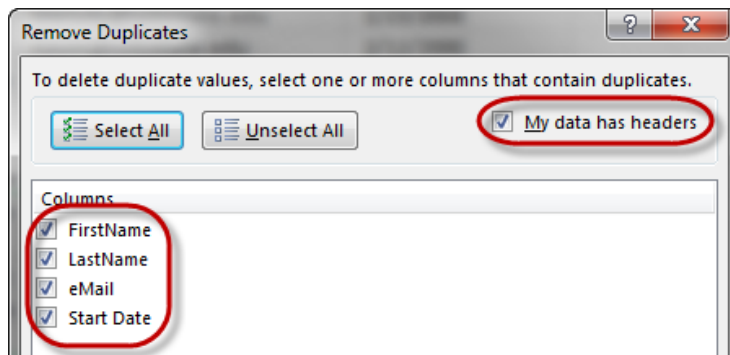 Remove Duplicates
To delete duplicate values, select one or more columns that contain duplicates.
Select All
Unselect All
My data has headers
Columns
FirstName
LastName
eMail
Start Date